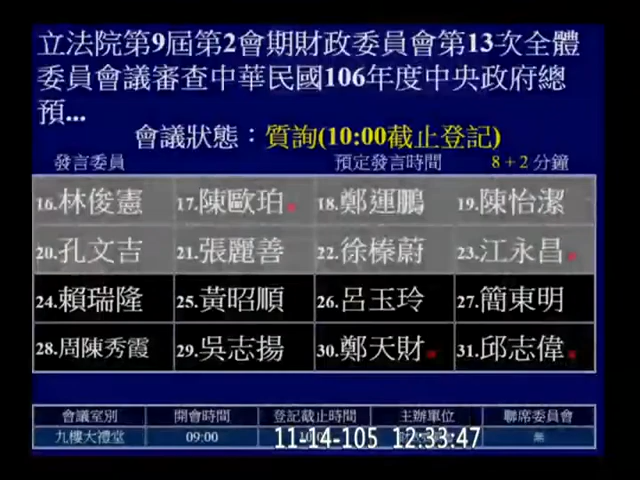 立法院第9屆第2會期財政委員會第13次全體
委員會議審查中華民國106年度中央政府總
預...
會議狀態：質詢(10:00截止登記)
發言委員 預定發言時間 8+2分鐘
16.林俊憲 17.陳歐珀 18.鄭運鵬 19.陳怡潔
20.孔文吉 21.張麗善 22.徐榛蔚 23.江永昌
24.賴瑞隆 25.黃昭順 26.呂玉玲 27.簡東明
28.周陳秀霞 29.吳志揚 30.鄭天財 31.邱志偉
會議室別 開會時間 登記截止時間 主辦單位 聯席委員會
九樓大禮堂 09:00 無
11-14-105 12:33:47